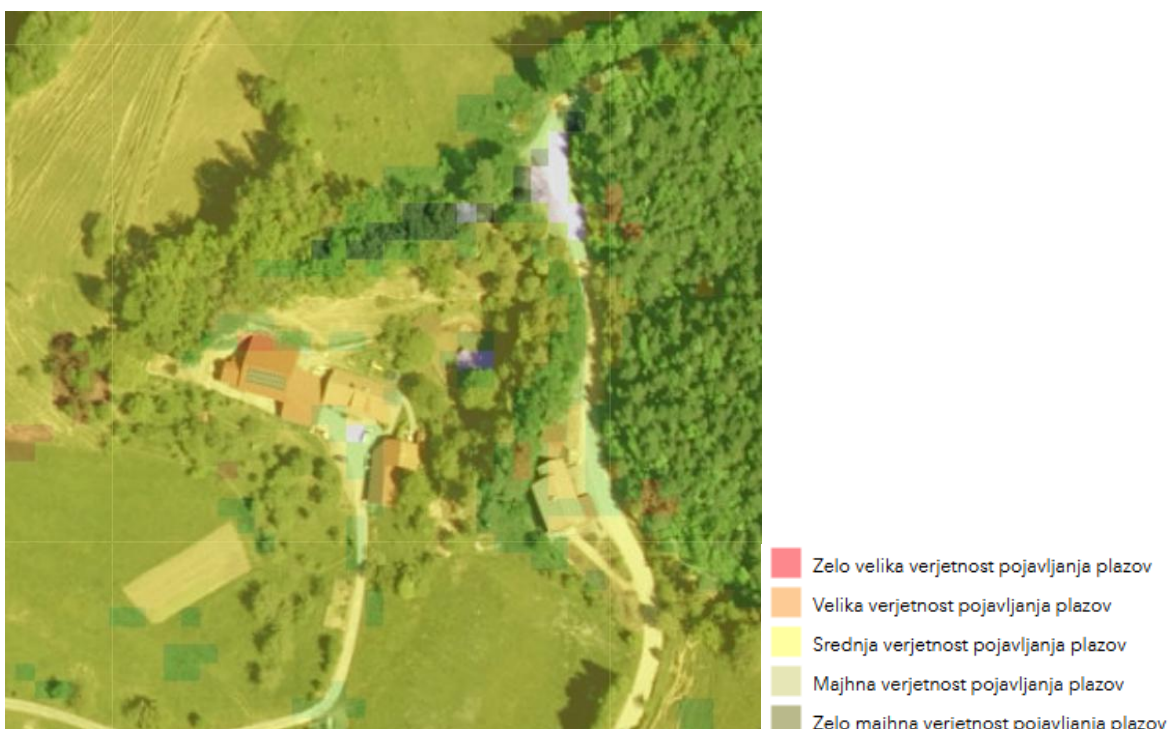 Zelo velika verjetnost pojavljanja plazov
Velika verjetnost pojavljanja plazov
Srednja verjetnost pojavljanja plazov
Majhna verjetnost pojavljanja plazov
Zelo majhna verjetnost pojavljanja plazov